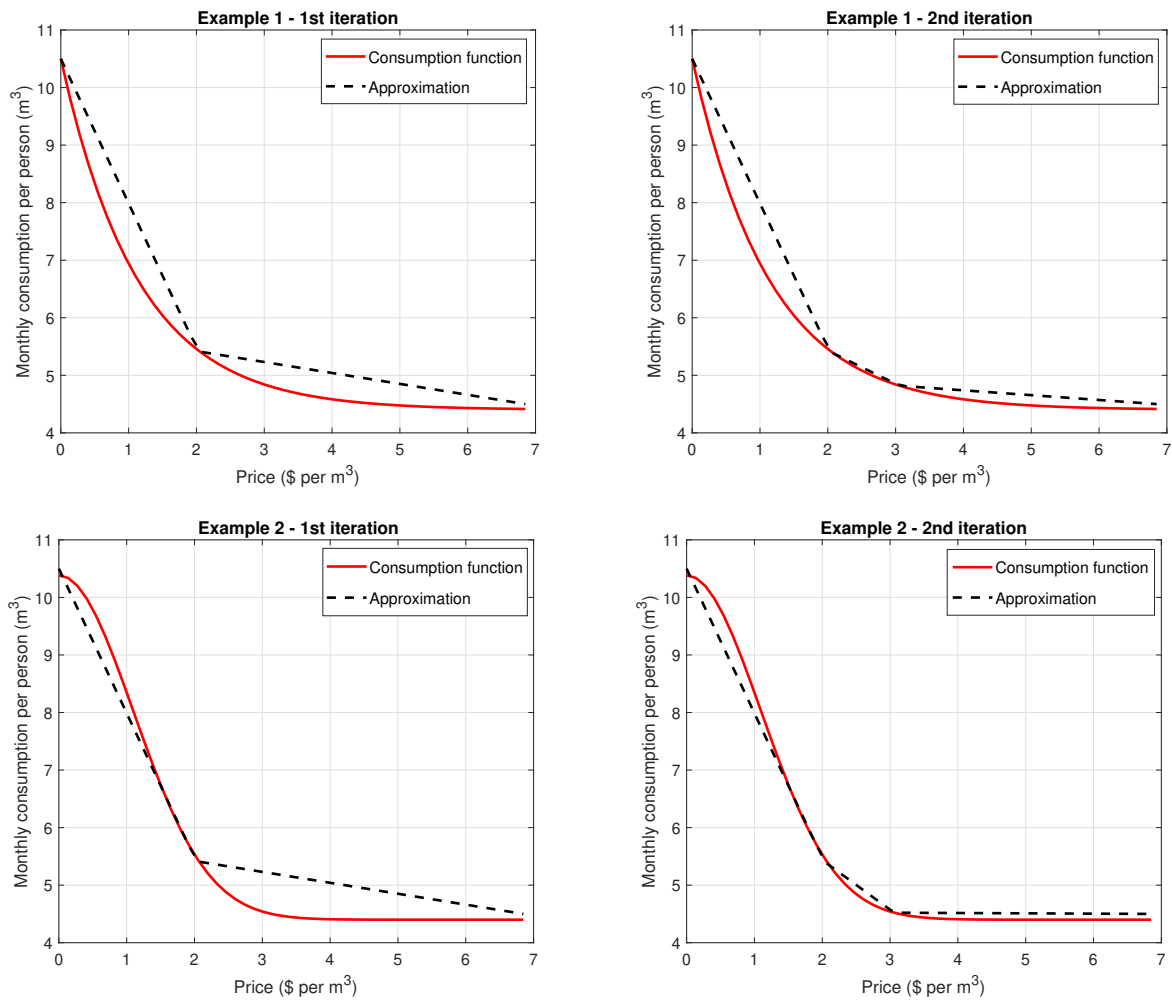 Example 1 - 1st iteration
11
10
9
8
7
6
5
4
0 1 2 3 4 5 6 7
Monthly consumption per person (m³)
Price ($ per m³)
Consumption function
Approximation
Example 1 - 2nd iteration
11
10
9
8
7
6
5
4
0 1 2 3 4 5 6 7
Monthly consumption per person (m³)
Price ($ per m³)
Consumption function
Approximation
Example 2 - 1st iteration
11
10
9
8
7
6
5
4
0 1 2 3 4 5 6 7
Monthly consumption per person (m³)
Price ($ per m³)
Consumption function
Approximation
Example 2 - 2nd iteration
11
10
9
8
7
6
5
4
0 1 2 3 4 5 6 7
Monthly consumption per person (m³)
Price ($ per m³)
Consumption function
Approximation